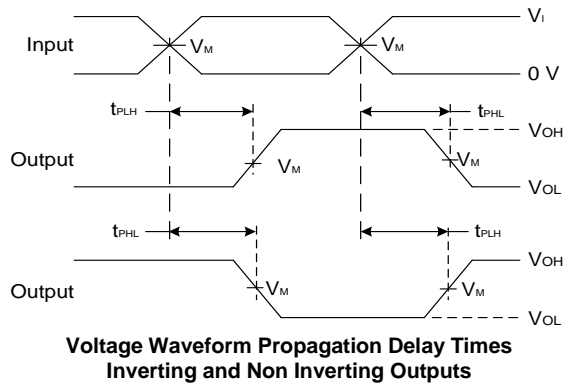 VI
Input VM VM
0 V
tPLH tPHL
VOH
Output VM VM
VOL
tPHL tPLH
VOH
Output VM VM
VOL
Voltage Waveform Propagation Delay Times
Inverting and Non Inverting Outputs